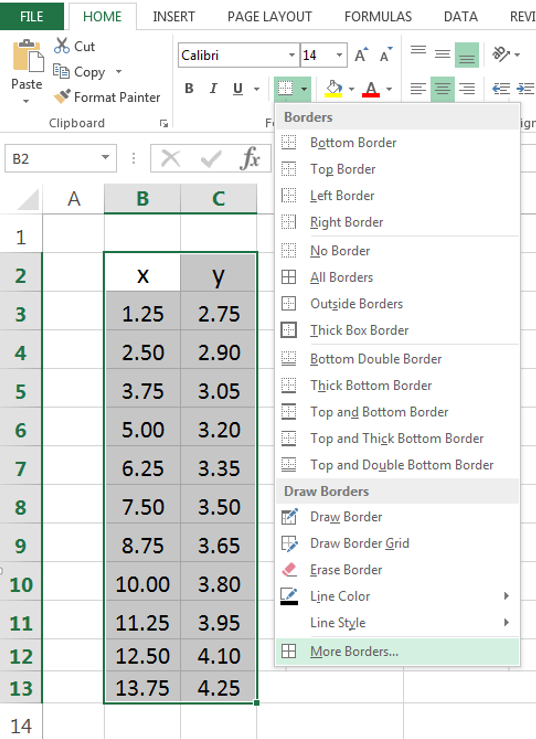 FILE HOME INSERT PAGE LAYOUT FORMULAS DATA REVI
Cut
Copy
Format Painter
Paste
Clipboard
Calibri 14 A A
B I U A
B2 fx
A B C
1
2 x y
3 1.25 2.75
4 2.50 2.90
5 3.75 3.05
6 5.00 3.20
7 6.25 3.35
8 7.50 3.50
9 8.75 3.65
10 10.00 3.80
11 11.25 3.95
12 12.50 4.10
13 13.75 4.25
14
Borders
Bottom Border
Top Border
Left Border
Right Border
No Border
All Borders
Outside Borders
Thick Box Border
Bottom Double Border
Thick Bottom Border
Top and Bottom Border
Top and Thick Bottom Border
Top and Double Bottom Border
Draw Borders
Draw Border
Draw Border Grid
Erase Border
Line Color
Line Style
More Borders...